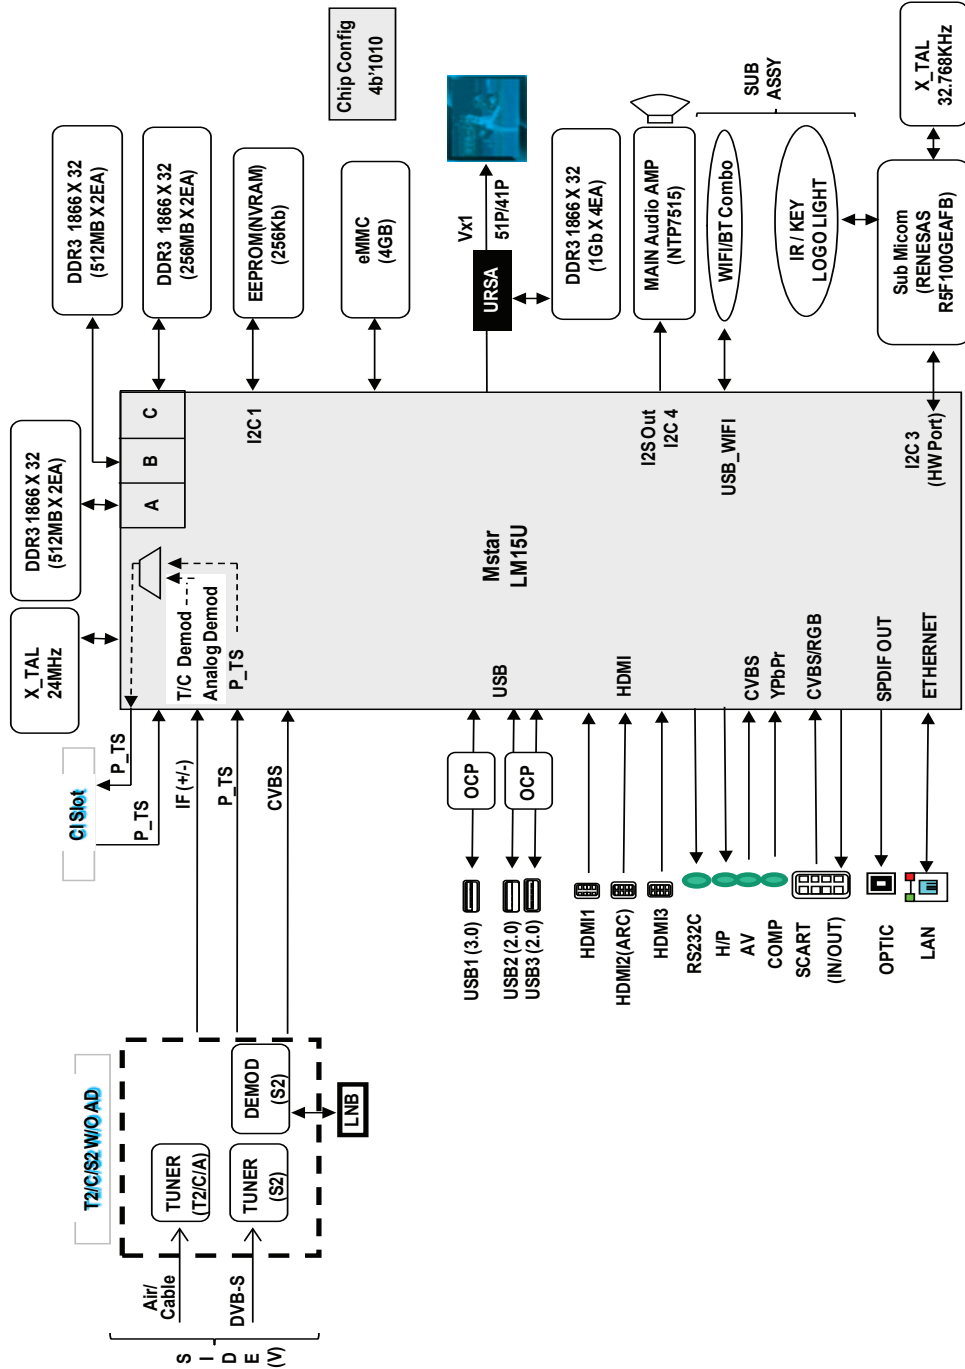 S
I
D
E
(V)
Air/
Cable
DVB-S
T2/C/S2 W/O AD
TUNER
(T2/C/A)
TUNER
(S2)
DEMOD
(S2)
LNB
CI Slot
P_TS
P_TS
IF (+/-)
P_TS
CVBS
X_TAL
24MHz
DDR3 1866 X 32
(512MB X 2EA)
DDR3 1866 X 32
(512MB X 2EA)
DDR3 1866 X 32
(256MB X 2EA)
A
B
C
T/C Demod
Analog Demod
P_TS
EEPROM(NVRAM)
(256Kb)
I2C 1
eMMC
(4GB)
Chip Config
4b'1010
Mstar
LM15U
URSA
Vx1
51P/41P
DDR3 1866 X 32
(1Gb X 4EA)
MAIN Audio AMP
(NTP7515)
I2S Out
I2C 4
WIFI/BT Combo
USB_WIFI
IR / KEY
LOGO LIGHT
SUB
ASSY
Sub Micom
(RENESAS
R5F100GEAFB)
I2C 3
(HW Port)
X_TAL
32.768KHz
USB
OCP
OCP
USB1 (3.0)
USB2 (2.0)
USB3 (2.0)
HDMI
HDMI1
HDMI2(ARC)
HDMI3
RS232C
H/P
AV
COMP
SCART
(IN/OUT)
OPTIC
LAN
CVBS
YPbPr
CVBS/RGB
SPDIF OUT
ETHERNET